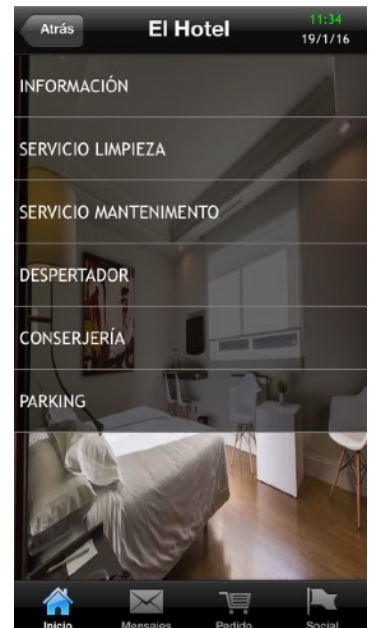 Atrás
El Hotel
11:34
19/1/16
INFORMACIÓN
SERVICIO LIMPIEZA
SERVICIO MANTENIMENTO
DESPERTADOR
CONSERJERÍA
PARKING
Inicio
Mensajes
Pedido
Social